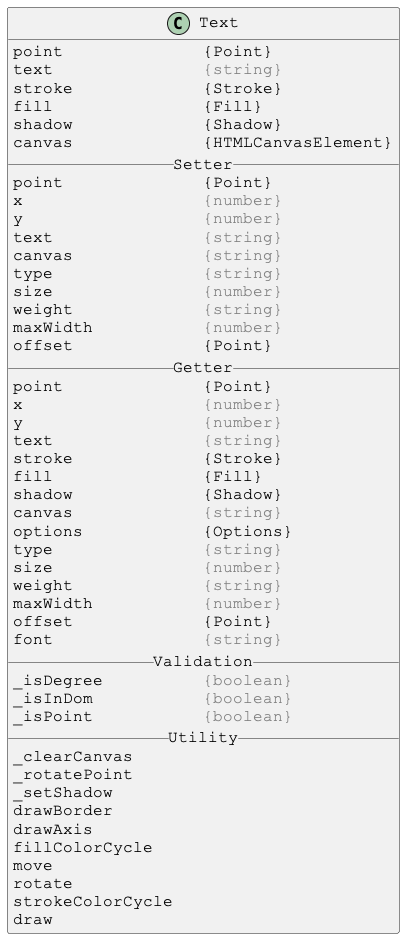 C Text
point {Point}
text {string}
stroke {Stroke}
fill {Fill}
shadow {Shadow}
canvas {HTMLCanvasElement}
Setter
point {Point}
x {number}
y {number}
text {string}
canvas {string}
type {string}
size {number}
weight {string}
maxWidth {number}
offset {Point}
Getter
point {Point}
x {number}
y {number}
text {string}
stroke {Stroke}
fill {Fill}
shadow {Shadow}
canvas {string}
options {Options}
type {string}
size {number}
weight {string}
maxWidth {number}
offset {Point}
font {string}
Validation
_isDegree {boolean}
_isInDom {boolean}
_isPoint {boolean}
Utility
_clearCanvas
_rotatePoint
_setShadow
drawBorder
drawAxis
fillColorCycle
move
rotate
strokeColorCycle
draw